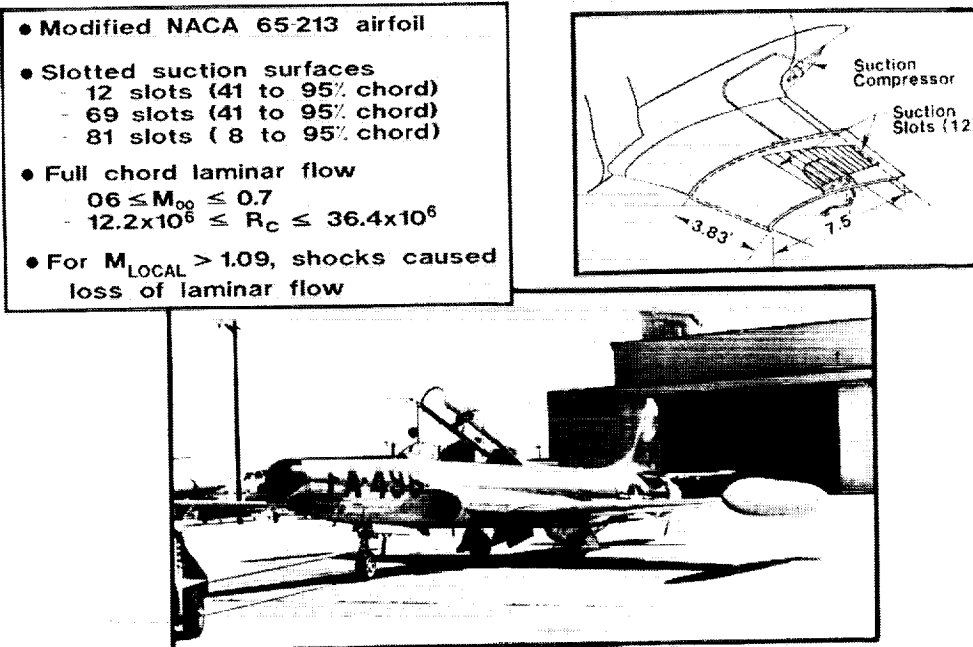 • Modified NACA 65-213 airfoil
• Slotted suction surfaces
- 12 slots (41 to 95% chord)
- 69 slots (41 to 95% chord)
- 81 slots ( 8 to 95% chord)
• Full chord laminar flow
- 06 ≤ M∞ ≤ 0.7
- 12.2x10⁶ ≤ R_C ≤ 36.4x10⁶
• For M_LOCAL > 1.09, shocks caused
loss of laminar flow
Suction
Compressor
Suction
Slots (12
3.83'
7.5'